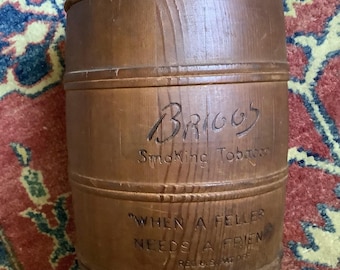 BRIGGS
Smoking Tobacco
"WHEN A FELLER
NEEDS A FRIEND